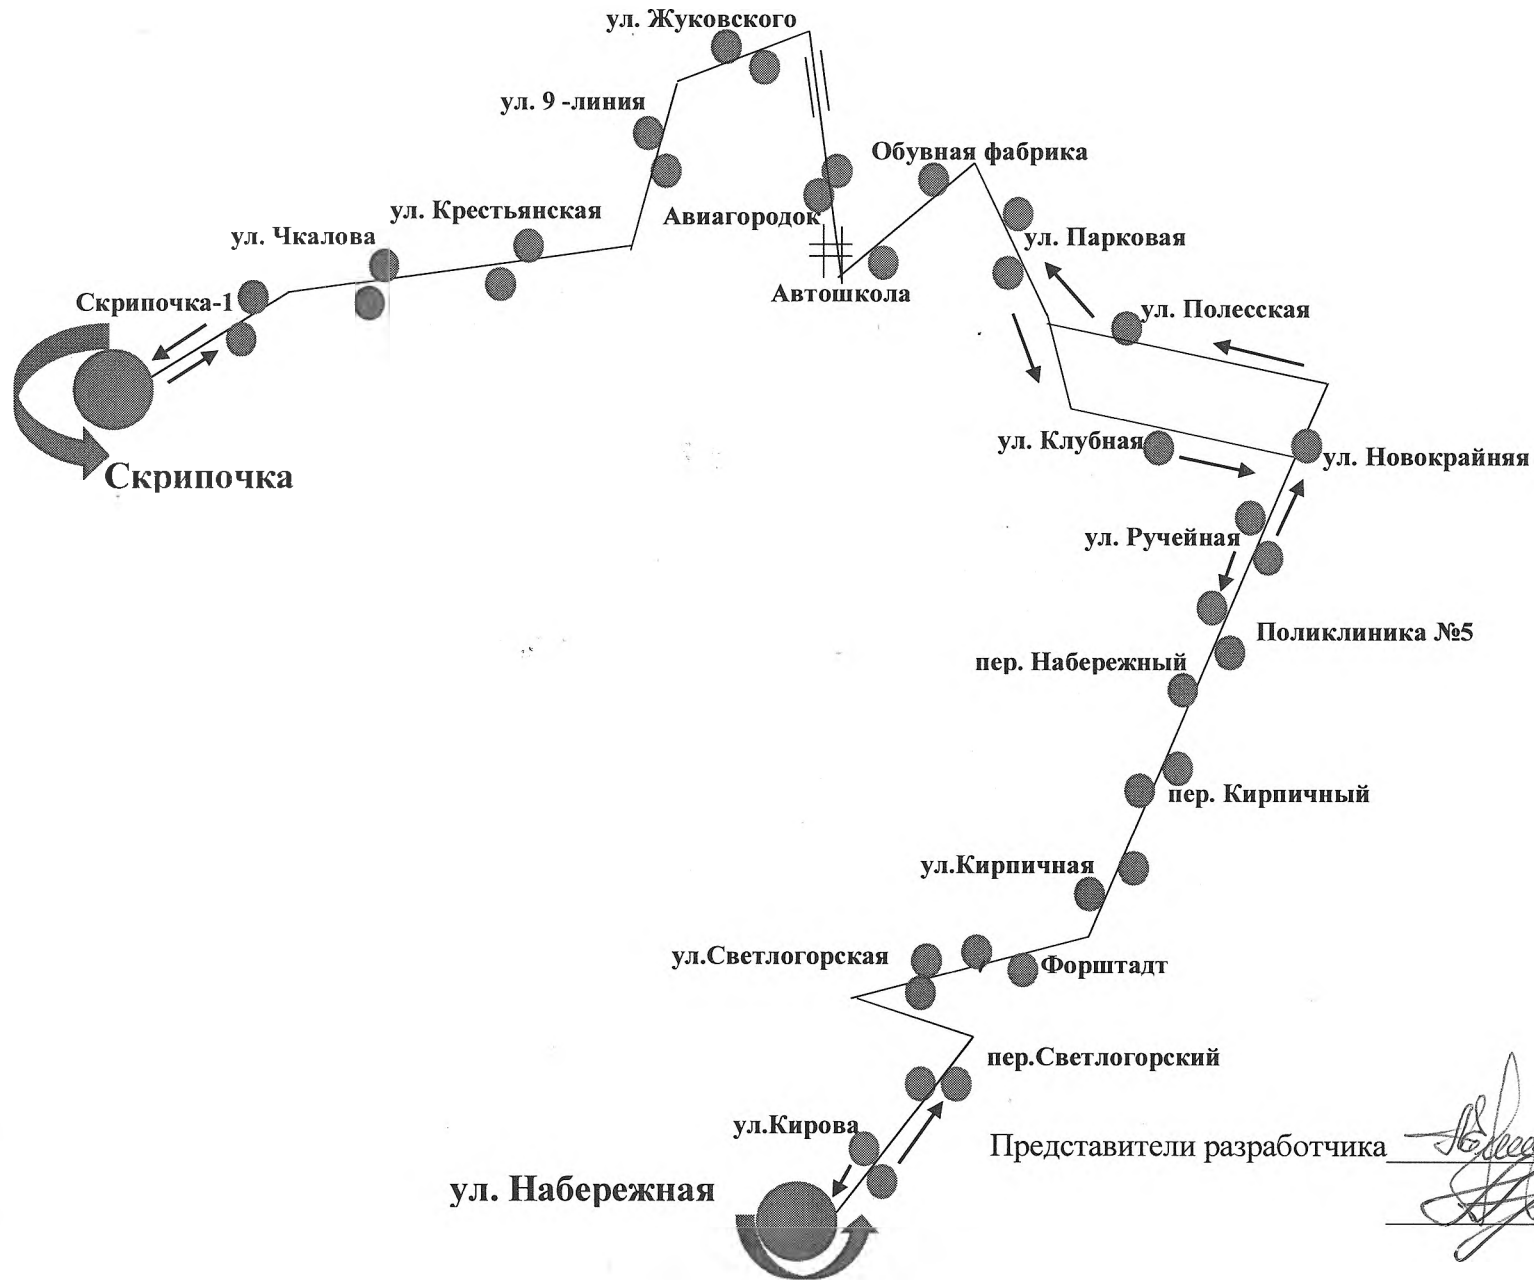 ул. Жуковского
ул. 9 -линия
Обувная фабрика
ул. Крестьянская
Авиагородок
ул. Чкалова
ул. Парковая
Скрипочка-1
Автошкола
ул. Полесская
ул. Клубная
ул. Новокрайняя
Скрипочка
ул. Ручейная
Поликлиника №5
пер. Набережный
пер. Кирпичный
ул.Кирпичная
ул.Светлогорская
Форштадт
пер.Светлогорский
ул.Кирова
Представители разработчика
ул. Набережная